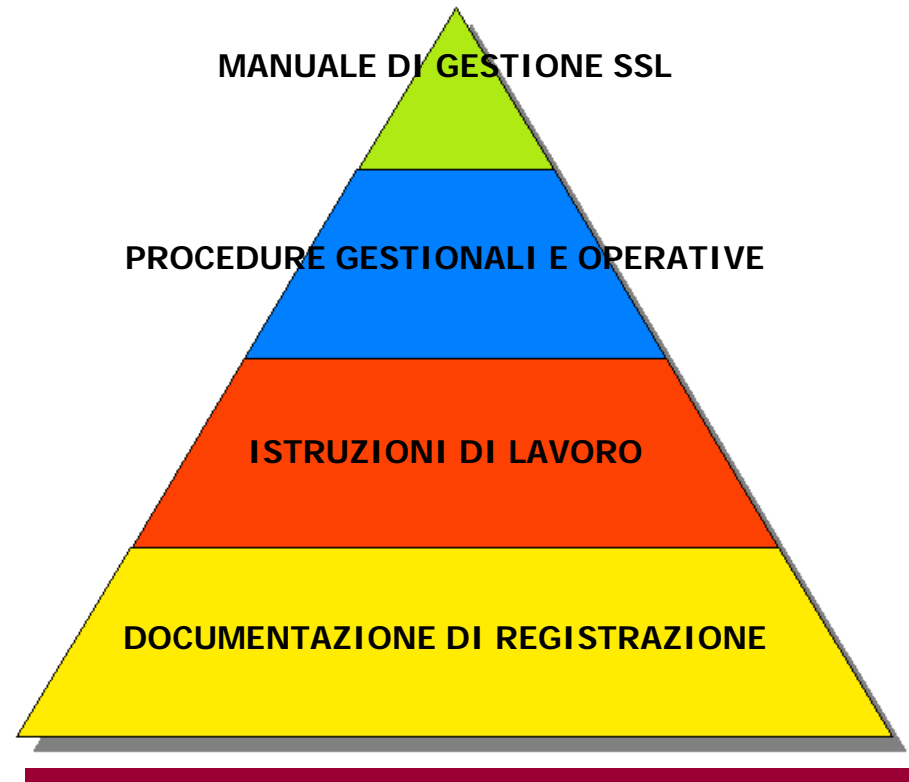 MANUALE DI GESTIONE SSL
PROCEDURE GESTIONALI E OPERATIVE
ISTRUZIONI DI LAVORO
DOCUMENTAZIONE DI REGISTRAZIONE